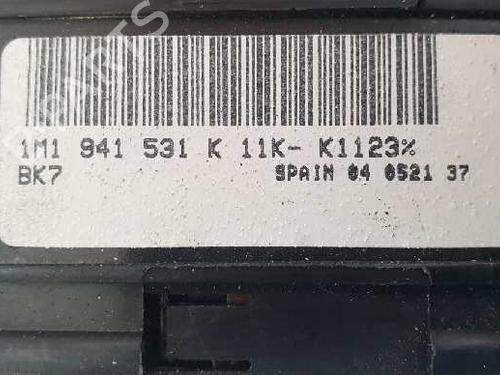 1M1 941 531 K 11K- K1123%
BK7 SPAIN 04 0521 37